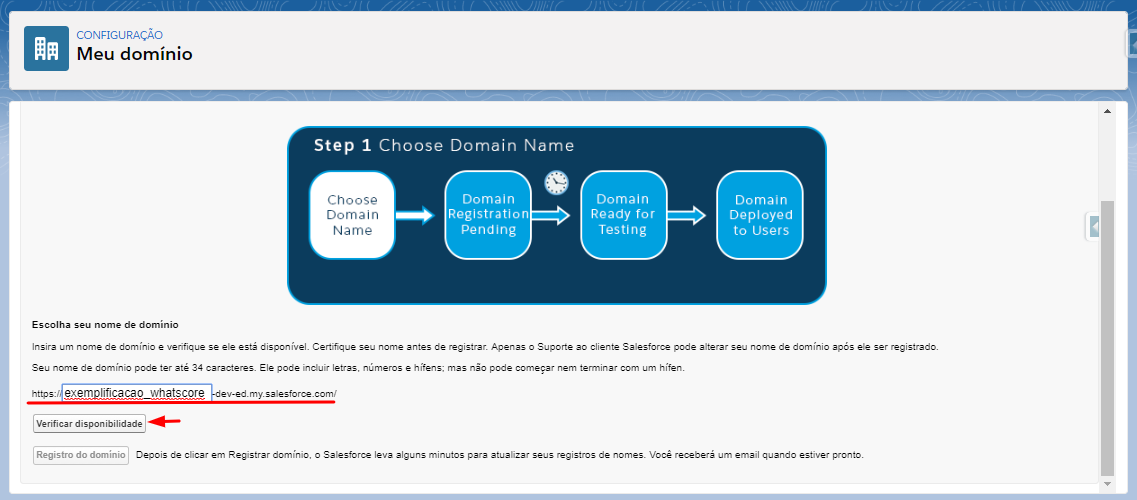 CONFIGURAÇÃO
Meu domínio
Step 1 Choose Domain Name
Choose
Domain
Name
Domain
Registration
Pending
Domain
Ready for
Testing
Domain
Deployed
to Users
Escolha seu nome de domínio
Insira um nome de domínio e verifique se ele está disponível. Certifique seu nome antes de registrar. Apenas o Suporte ao cliente Salesforce pode alterar seu nome de domínio após ele ser registrado.
Seu nome de domínio pode ter até 34 caracteres. Ele pode incluir letras, números e hífens; mas não pode começar nem terminar com um hífen.
https:// exemplificacao_whatscore -dev-ed.my.salesforce.com/
Verificar disponibilidade
Registro do domínio Depois de clicar em Registrar domínio, o Salesforce leva alguns minutos para atualizar seus registros de nomes. Você receberá um email quando estiver pronto.